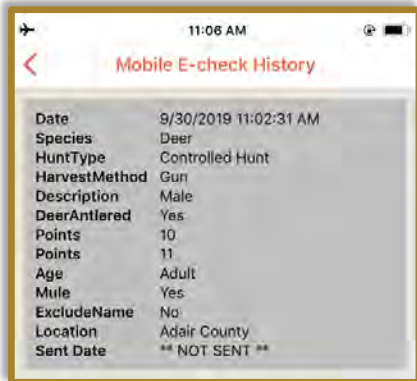 11:06 AM
Mobile E-check History
Date 9/30/2019 11:02:31 AM
Species Deer
HuntType Controlled Hunt
HarvestMethod Gun
Description Male
DeerAntlered Yes
Points 10
Points 11
Age Adult
Mule Yes
ExcludeName No
Location Adair County
Sent Date ** NOT SENT **